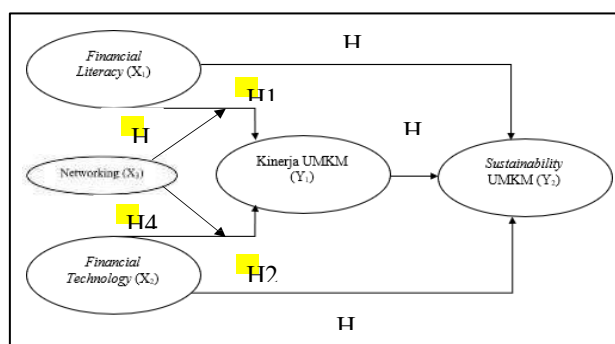 H
Financial
Literacy (X₁)
H1
H
H
Networking (X₃)
Kinerja UMKM
(Y₁)
Sustainability
UMKM (Y₂)
H4
Financial
Technology (X₂)
H2
H